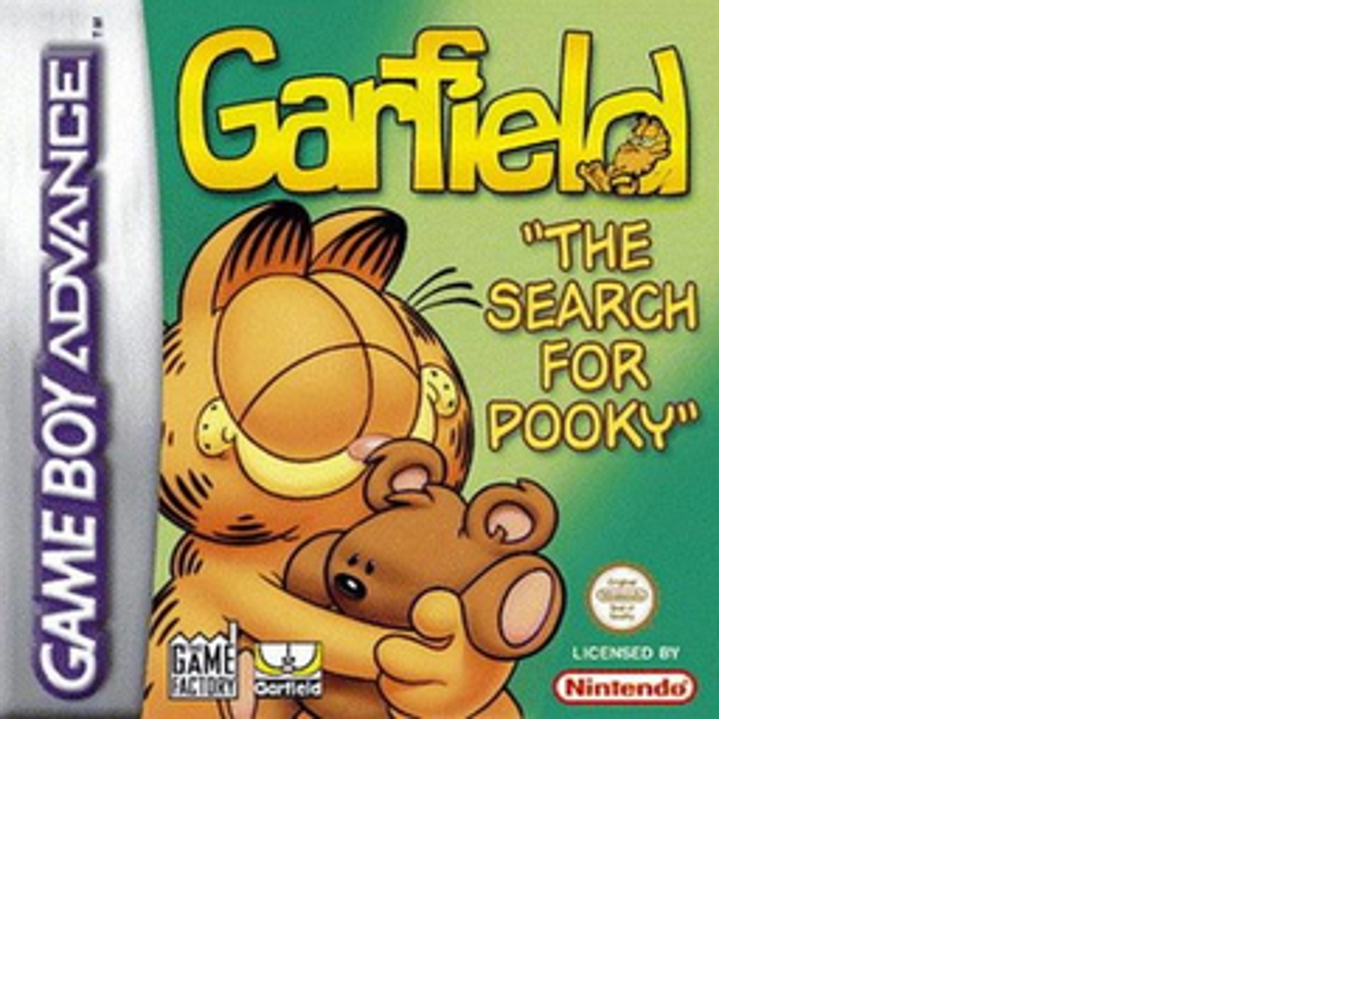 GAME BOY ADVANCE™
Garfield
"THE
SEARCH
FOR
POOKY"
THE
GAME
FACTORY
Garfield
Original
Nintendo
Seal of
Quality
LICENSED BY
Nintendo®